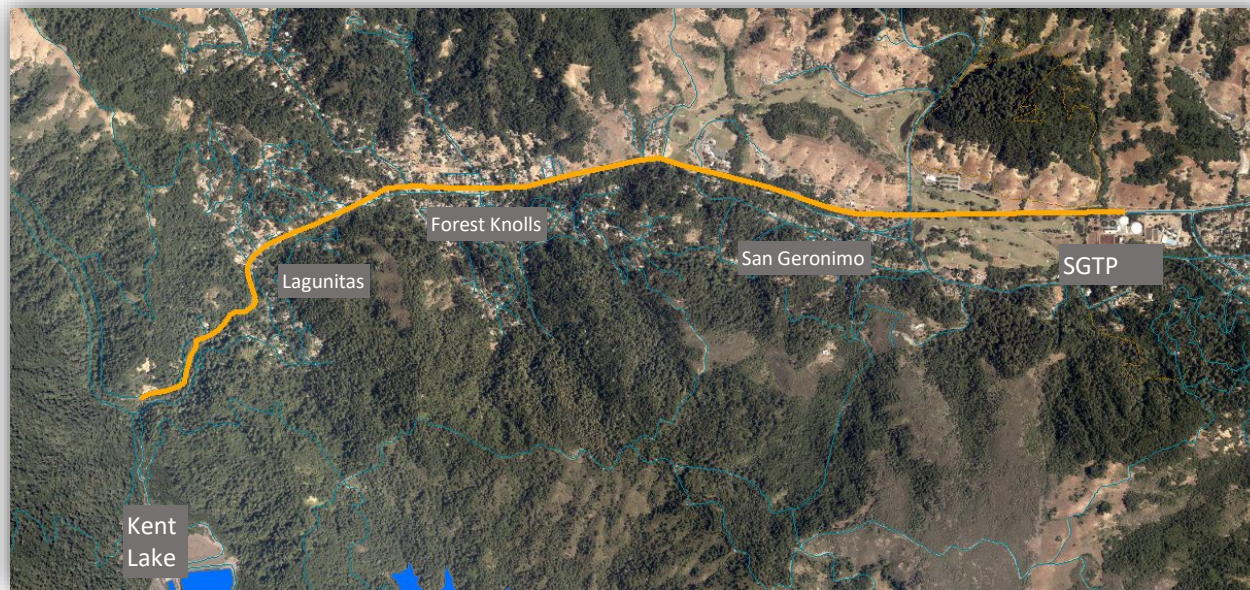 Forest Knolls
San Geronimo
SGTP
Lagunitas
Kent
Lake